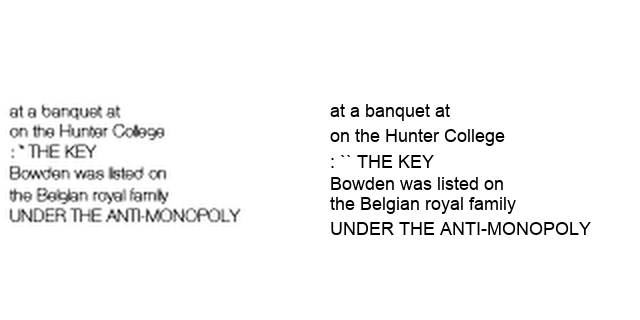 at a banquet at
on the Hunter College
: ` THE KEY
Bowden was listed on
the Belgian royal family
UNDER THE ANTI-MONOPOLY
at a banquet at
on the Hunter College
: `` THE KEY
Bowden was listed on
the Belgian royal family
UNDER THE ANTI-MONOPOLY